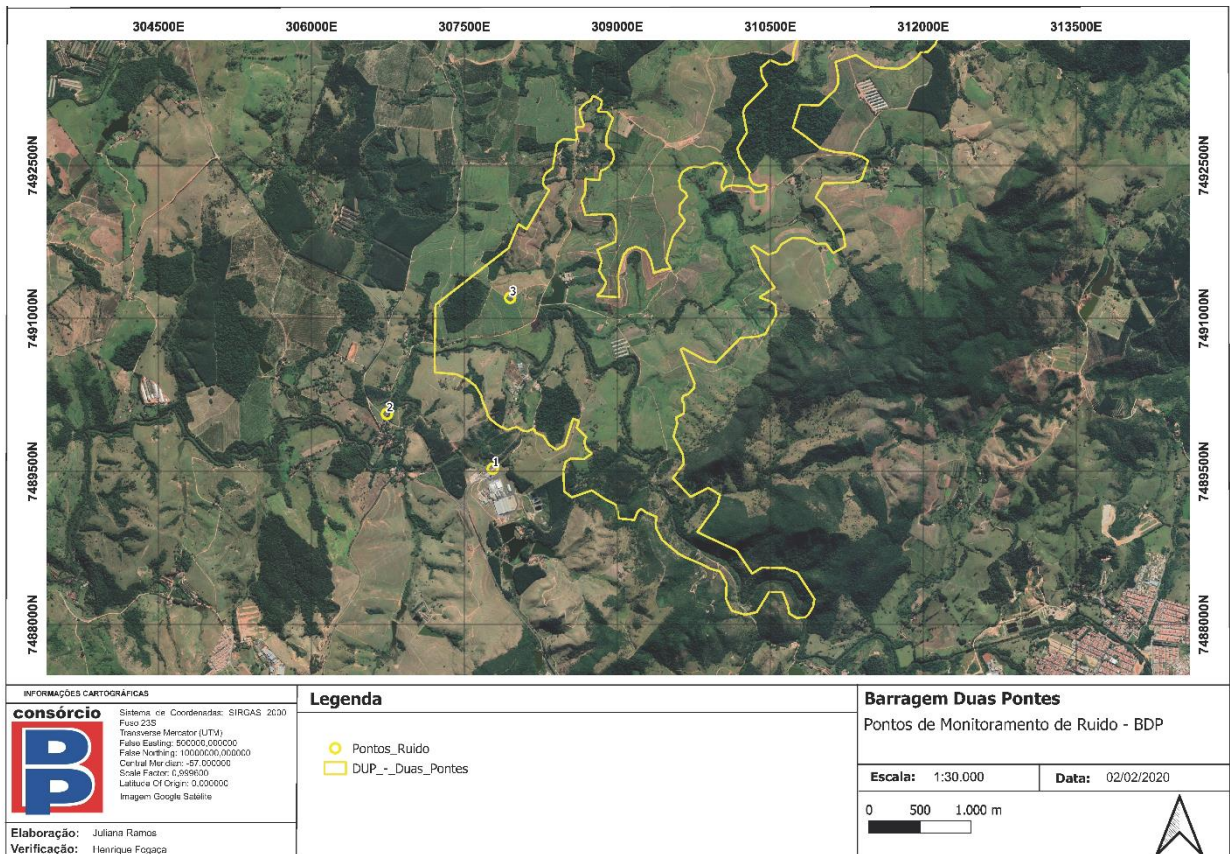 304500E 306000E 307500E 309000E 310500E 312000E 313500E
7492500N 7492500N
3
7491000N 7491000N
2
1
7489500N 7489500N
7488000N 7488000N
INFORMAÇÕES CARTOGRÁFICAS
consórcio
BP
Sistema de Coordenadas: SIRGAS 2000
Fuso 23S
Transverse Mercator (UTM)
False Easting: 500000,000000
False Northing: 10000000,000000
Central Meridian: -57,000000
Scale Factor: 0,999600
Latitude Of Origin: 0,000000
Imagem Google Satélite
Elaboração: Juliana Ramos
Verificação: Henrique Fogaça
Legenda
Pontos_Ruido
DUP_-_Duas_Pontes
Barragem Duas Pontes
Pontos de Monitoramento de Ruido - BDP
Escala: 1:30.000
Data: 02/02/2020
0 500 1.000 m